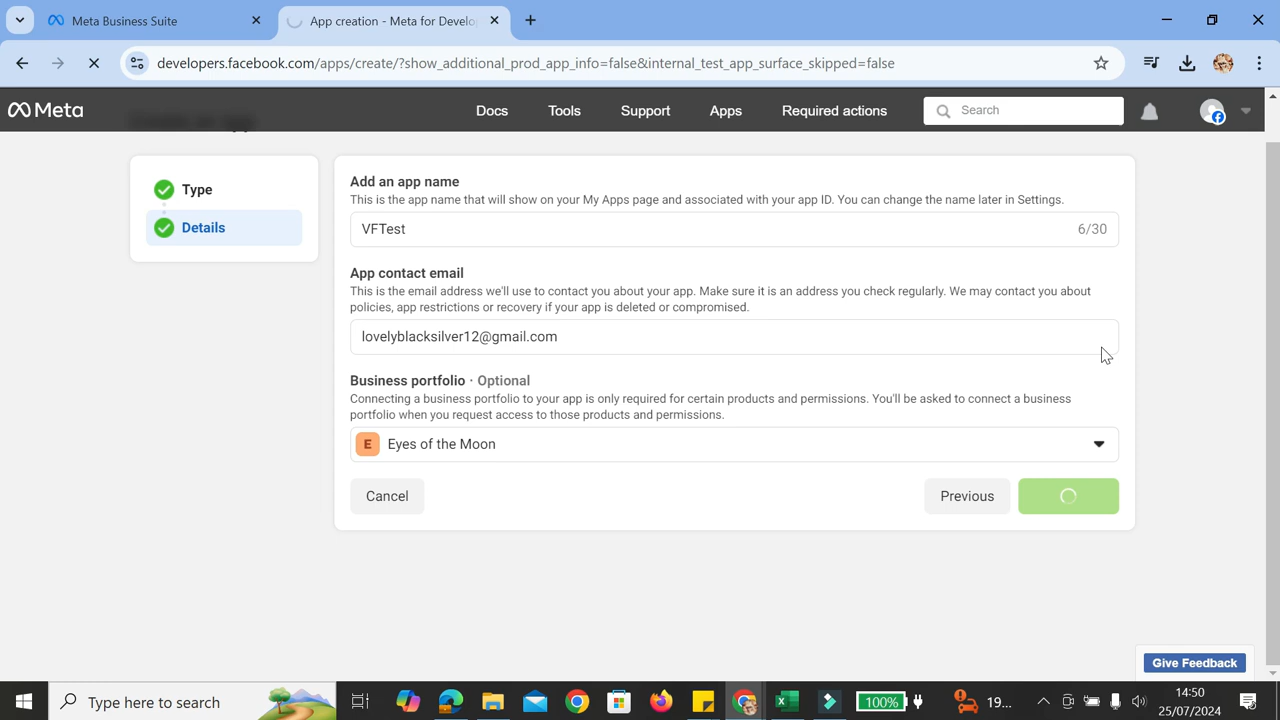 Meta Business Suite
App creation - Meta for Develo
developers.facebook.com/apps/create/?show_additional_prod_app_info=false&internal_test_app_surface_skipped=false
Meta
Docs
Tools
Support
Apps
Required actions
Search
Type
Details
Add an app name
This is the app name that will show on your My Apps page and associated with your app ID. You can change the name later in Settings.
VFTest
6/30
App contact email
This is the email address we'll use to contact you about your app. Make sure it is an address you check regularly. We may contact you about
policies, app restrictions or recovery if your app is deleted or compromised.
lovelyblacksilver12@gmail.com
Business portfolio · Optional
Connecting a business portfolio to your app is only required for certain products and permissions. You'll be asked to connect a business
portfolio when you request access to those products and permissions.
E Eyes of the Moon
Cancel
Previous
Give Feedback
Type here to search
100%
19...
14:50
25/07/2024